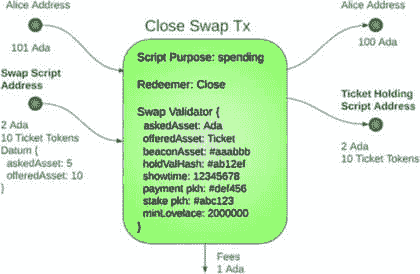 Close Swap Tx
Alice Address
101 Ada
Swap Script
Address
2 Ada
10 Ticket Tokens
Datum {
askedAsset: 5
offeredAsset: 10
}
Script Purpose: spending
Redeemer: Close
Swap Validator {
askedAsset: Ada
offeredAsset: Ticket
beaconAsset: #aaabbb
holdValHash: #ab12ef
showtime: 12345678
payment pkh: #def456
stake pkh: #abc123
minLovelace: 2000000
}
Alice Address
100 Ada
Ticket Holding
Script Address
2 Ada
10 Ticket Tokens
Fees
1 Ada